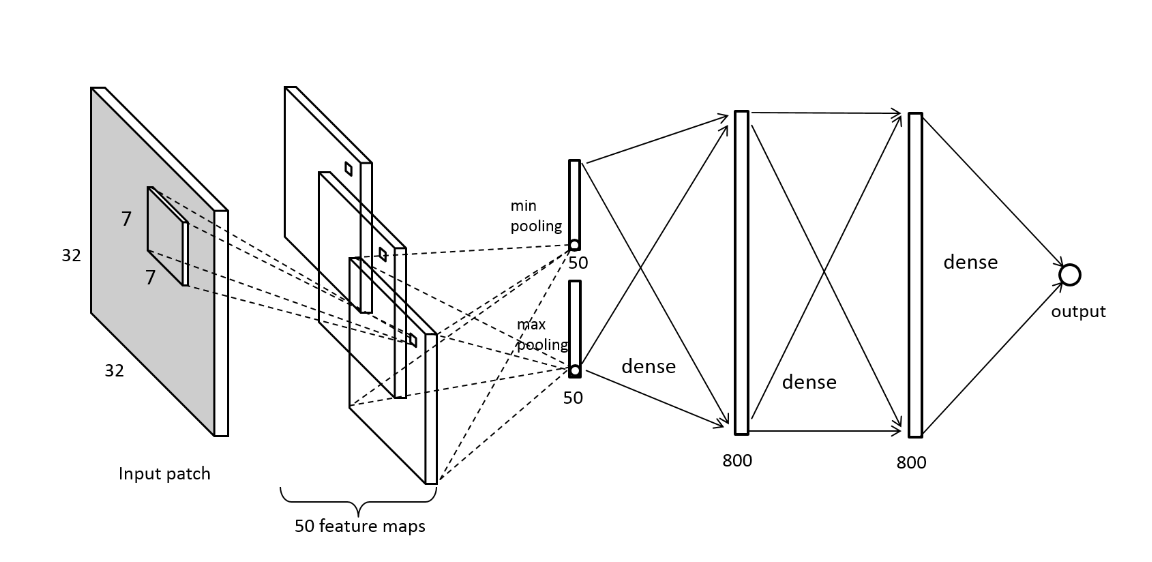 7
32
7
32
Input patch
50 feature maps
min
pooling
50
max
pooling
50
dense
800
dense
800
dense
output